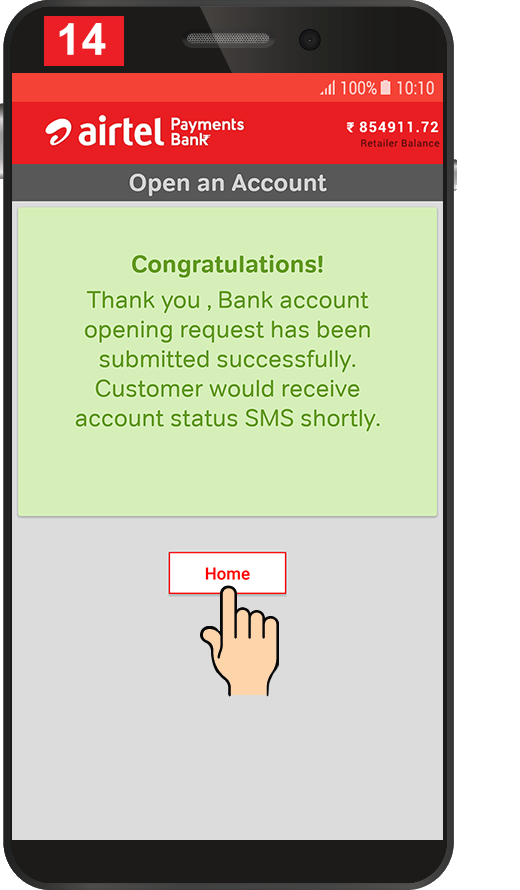 14
100% 10:10
airtel Payments Bank
₹ 854911.72
Retailer Balance
Open an Account
Congratulations!
Thank you , Bank account
opening request has been
submitted successfully.
Customer would receive
account status SMS shortly.
Home